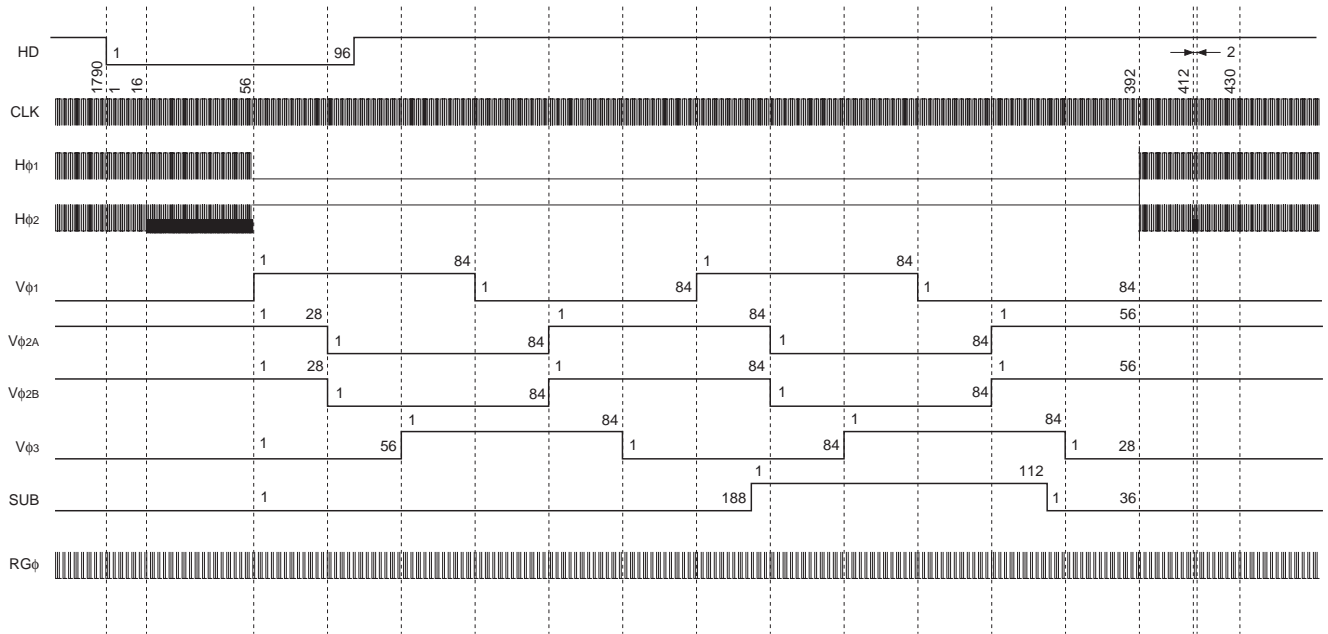 HD 1 96 2
1790 1 16 56 392 412 430
CLK
Hϕ1
Hϕ2
1 84 1 84
Vϕ1 1 84 1 84
1 28 1 84 1 56
Vϕ2A 1 84 1 84
1 28 1 84 1 56
Vϕ2B 1 84 1 84
1 84 1 84
Vϕ3 1 56 1 84 1 28
1 112
SUB 1 188 1 36
RGϕ